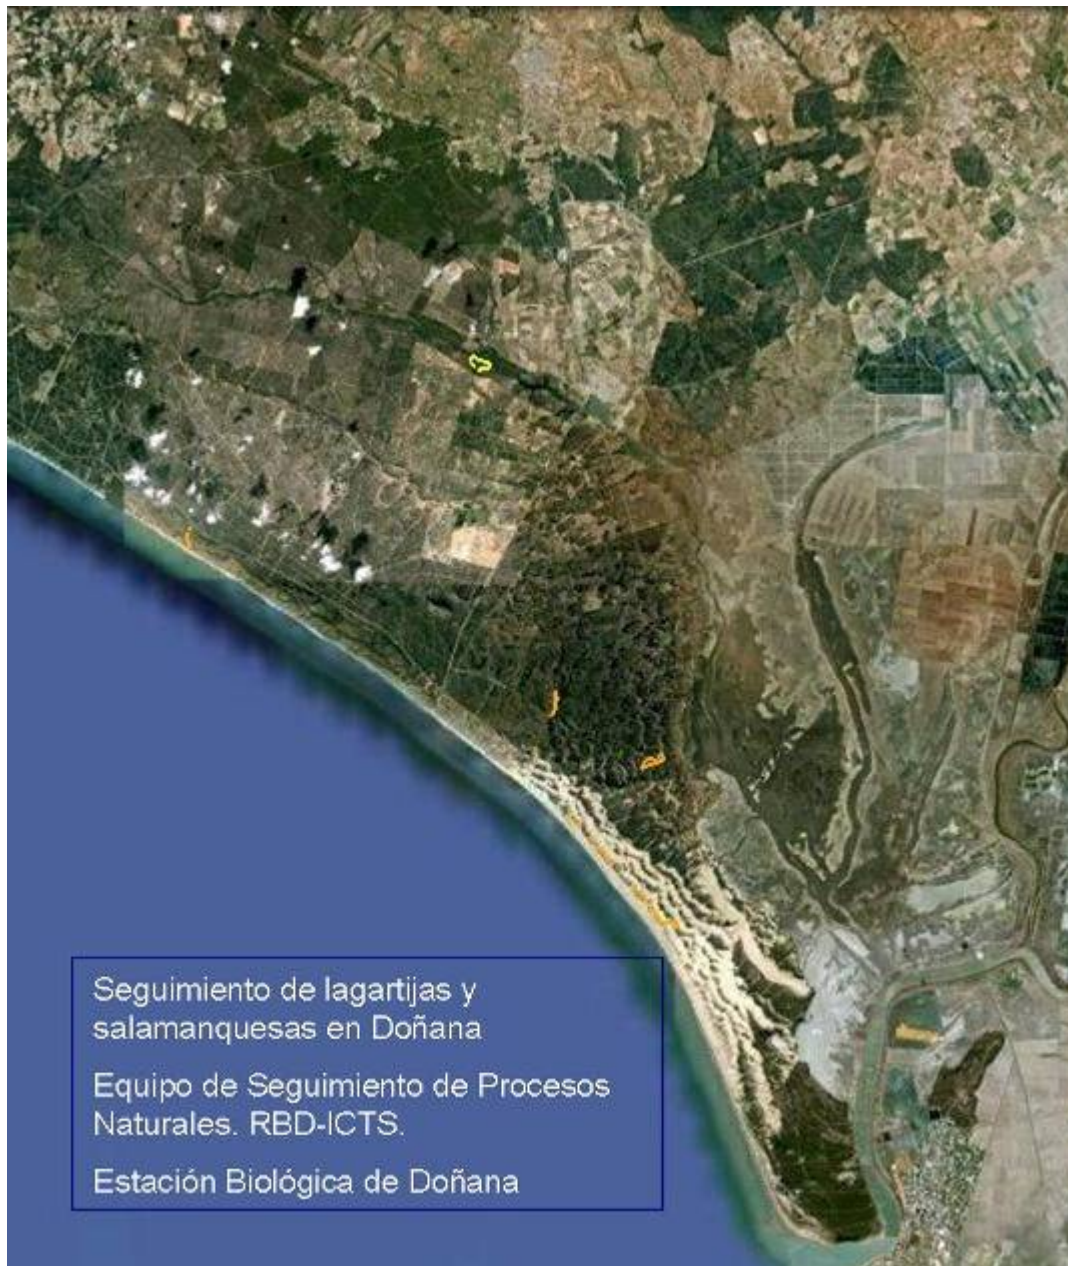 Seguimiento de lagartijas y
salamanquesas en Doñana
Equipo de Seguimiento de Procesos
Naturales. RBD-ICTS.
Estación Biológica de Doñana